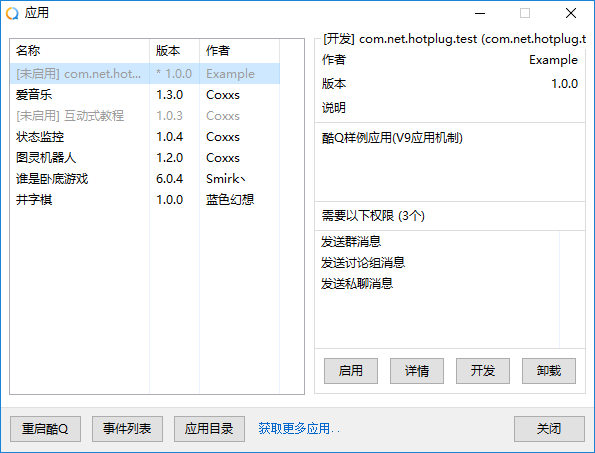 应用
名称 版本 作者
[未启用] com.net.hot... * 1.0.0 Example
爱音乐 1.3.0 Coxxs
[未启用] 互动式教程 1.0.3 Coxxs
状态监控 1.0.4 Coxxs
图灵机器人 1.2.0 Coxxs
谁是卧底游戏 6.0.4 Smirk丶
井字棋 1.0.0 蓝色幻想
[开发] com.net.hotplug.test (com.net.hotplug.t
作者 Example
版本 1.0.0
说明
酷Q样例应用(V9应用机制)
需要以下权限 (3个)
发送群消息
发送讨论组消息
发送私聊消息
启用 详情 开发 卸载
重启酷Q 事件列表 应用目录 获取更多应用.. 关闭